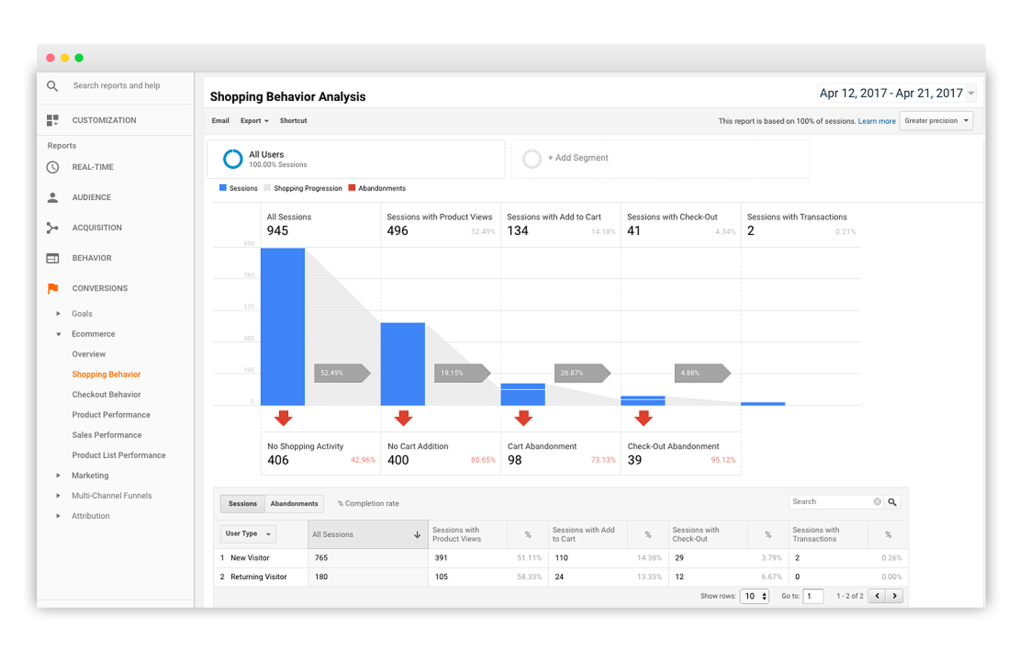 Search reports and help
CUSTOMIZATION
Reports
REAL-TIME
AUDIENCE
ACQUISITION
BEHAVIOR
CONVERSIONS
Goals
Ecommerce
Overview
Shopping Behavior
Checkout Behavior
Product Performance
Sales Performance
Product List Performance
Marketing
Multi-Channel Funnels
Attribution
Shopping Behavior Analysis
Apr 12, 2017 - Apr 21, 2017
Email Export Shortcut
This report is based on 100% of sessions. Learn more Greater precision
All Users
100.00% Sessions
+ Add Segment
Sessions Shopping Progression Abandonments
All Sessions Sessions with Product Views Sessions with Add to Cart Sessions with Check-Out Sessions with Transactions
945 496 52.49% 134 14.18% 41 4.34% 2 0.21%
950
760
570
380
190
0
52.49% 19.15% 26.87% 4.88%
No Shopping Activity No Cart Addition Cart Abandonment Check-Out Abandonment
406 42.96% 400 80.65% 98 73.13% 39 95.12%
Sessions Abandonments % Completion rate
Search
User Type All Sessions Sessions with Product Views % Sessions with Add to Cart % Sessions with Check-Out % Sessions with Transactions %
1 New Visitor 765 391 51.11% 110 14.38% 29 3.79% 2 0.26%
2 Returning Visitor 180 105 58.33% 24 13.33% 12 6.67% 0 0.00%
Show rows: 10 Go to: 1 1 - 2 of 2